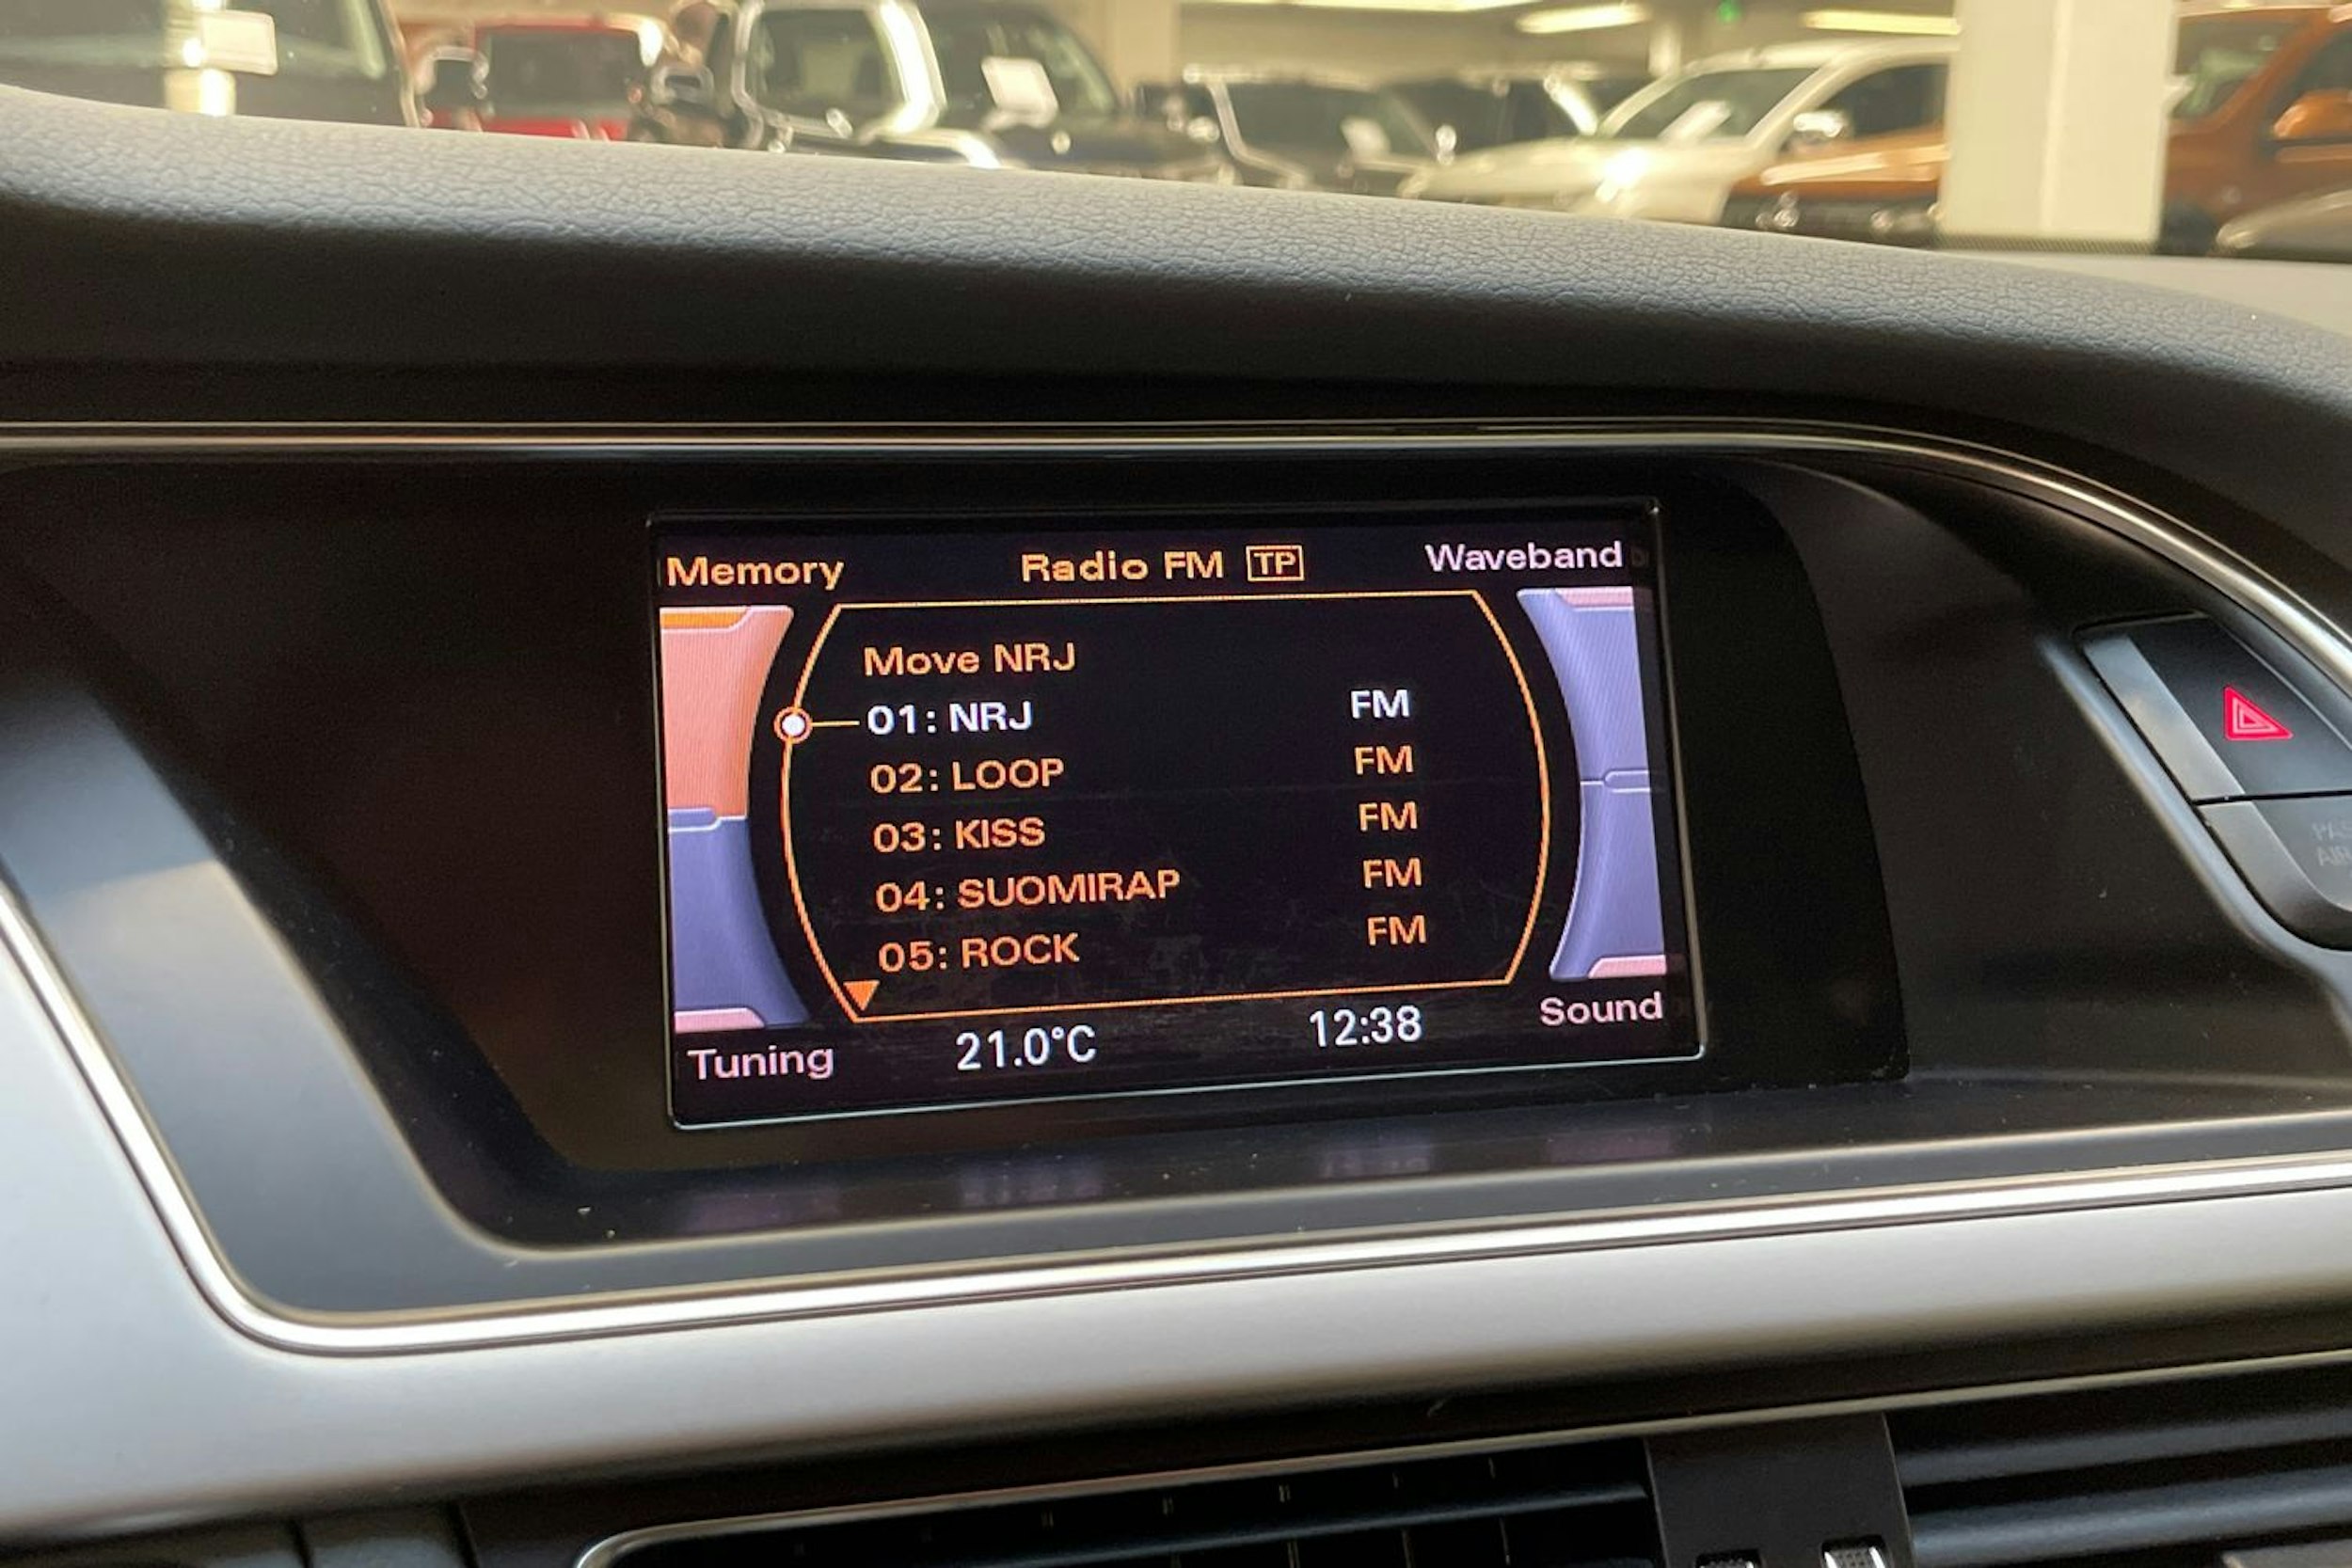 Memory Radio FM TP Waveband
Move NRJ
01: NRJ FM
02: LOOP FM
03: KISS FM
04: SUOMIRAP FM
05: ROCK FM
Tuning 21.0°C 12:38 Sound